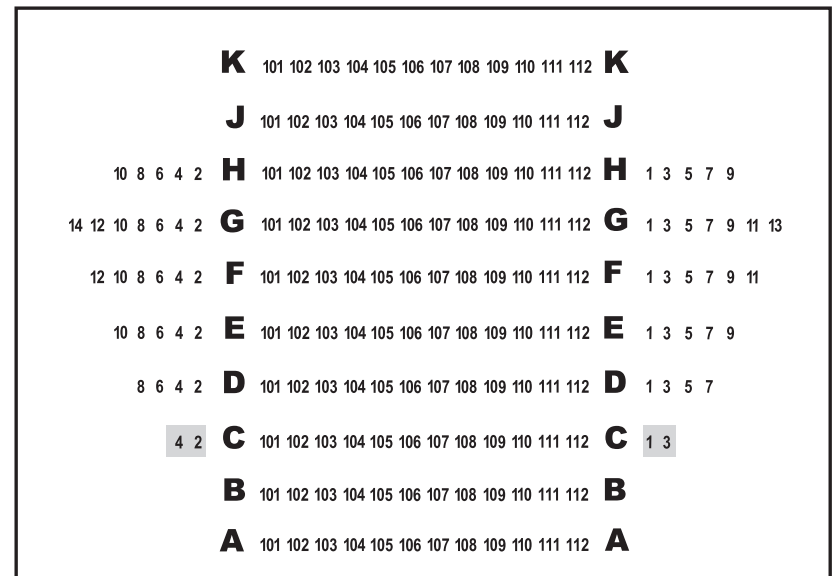 K 101 102 103 104 105 106 107 108 109 110 111 112 K
J 101 102 103 104 105 106 107 108 109 110 111 112 J
10 8 6 4 2 H 101 102 103 104 105 106 107 108 109 110 111 112 H 1 3 5 7 9
14 12 10 8 6 4 2 G 101 102 103 104 105 106 107 108 109 110 111 112 G 1 3 5 7 9 11 13
12 10 8 6 4 2 F 101 102 103 104 105 106 107 108 109 110 111 112 F 1 3 5 7 9 11
10 8 6 4 2 E 101 102 103 104 105 106 107 108 109 110 111 112 E 1 3 5 7 9
8 6 4 2 D 101 102 103 104 105 106 107 108 109 110 111 112 D 1 3 5 7
4 2 C 101 102 103 104 105 106 107 108 109 110 111 112 C 1 3
B 101 102 103 104 105 106 107 108 109 110 111 112 B
A 101 102 103 104 105 106 107 108 109 110 111 112 A